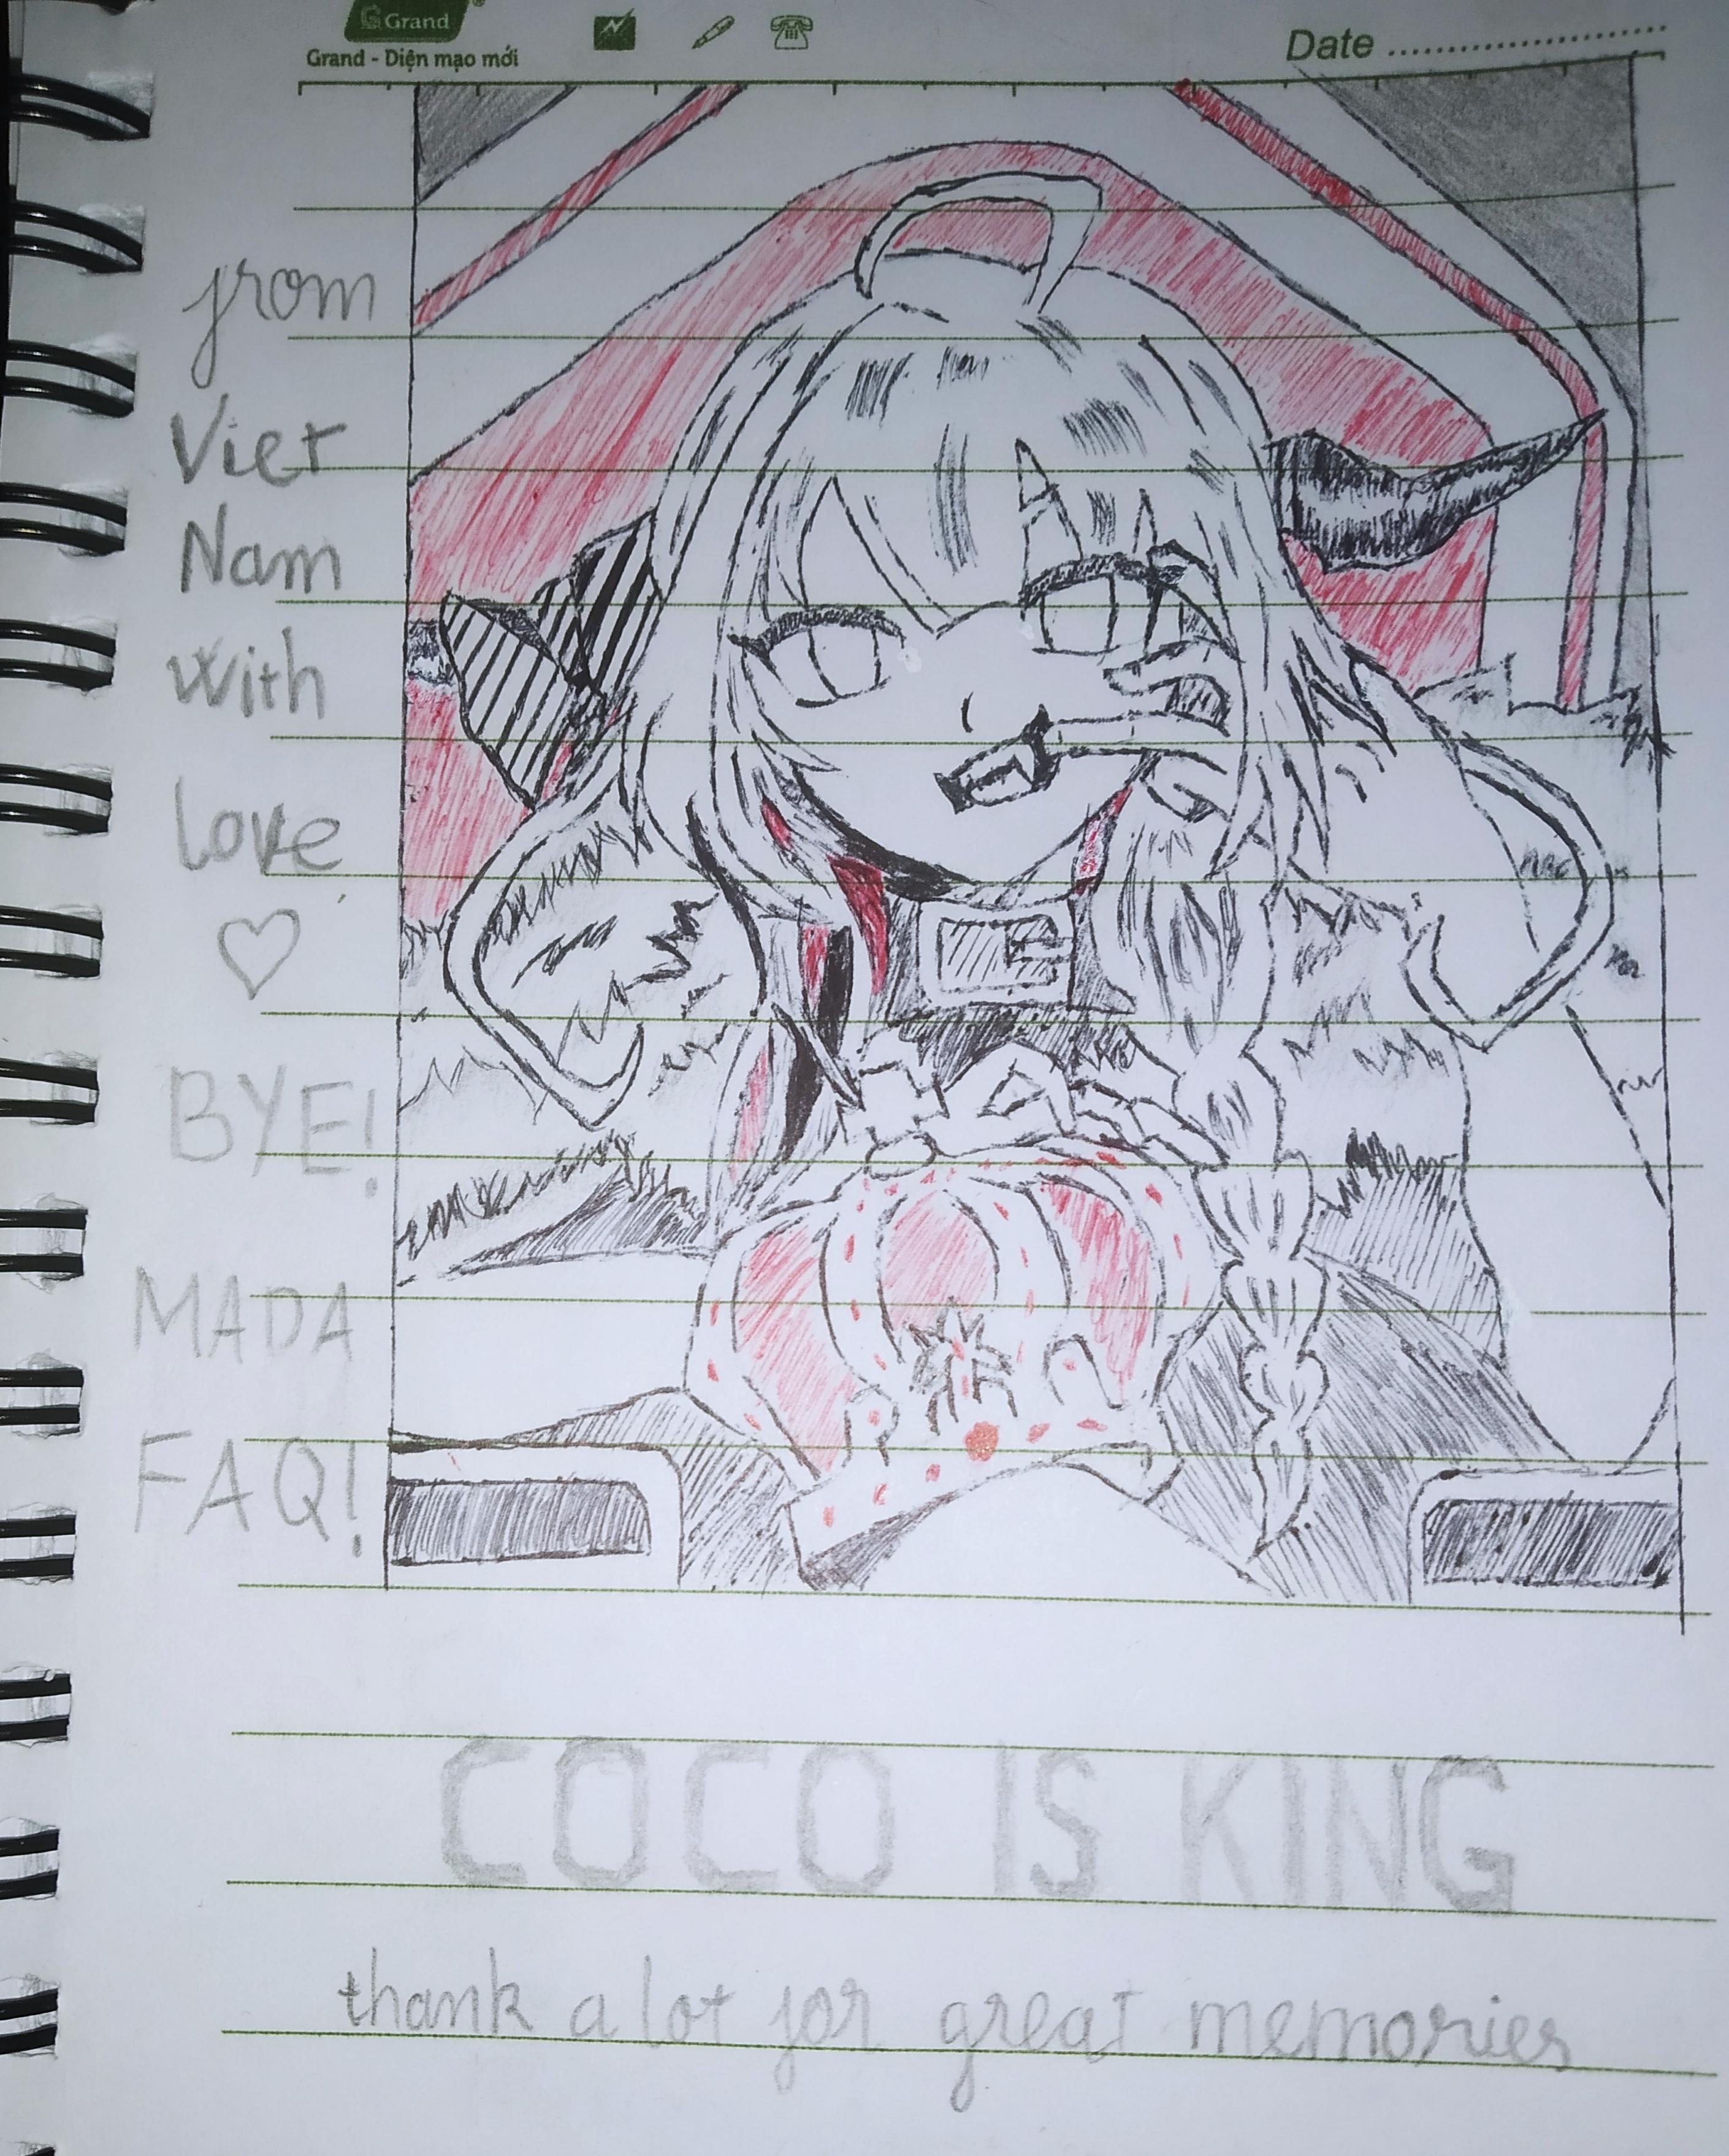 Grand
Grand - Diện mạo mới
Date
from
Viet
Nam
with
love
BYE!
MADA
FAQ!
COCO IS KING
thank a lot for great memories